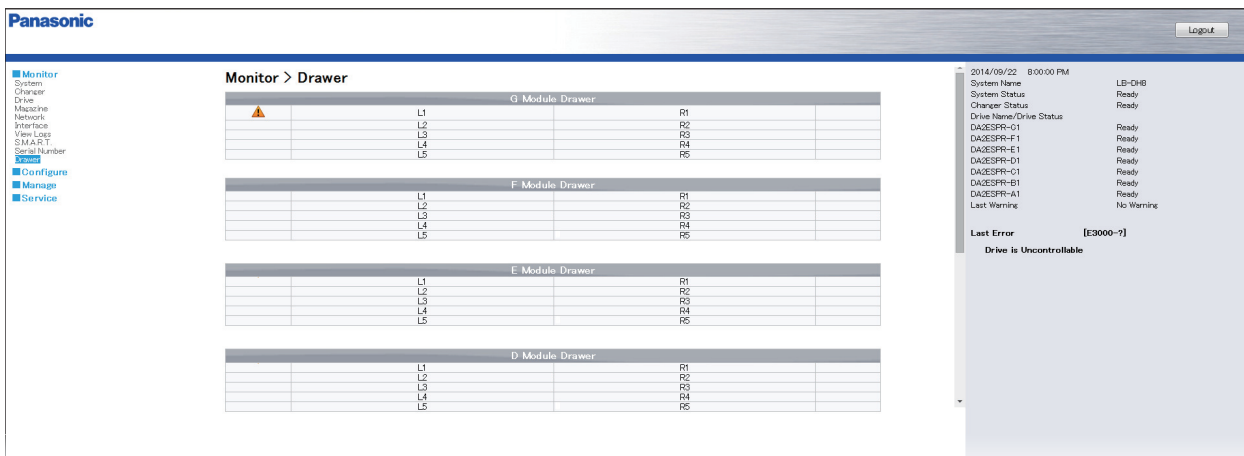 Panasonic
Logout
Monitor
System
Changer
Drive
Magazine
Network
Interface
View Logs
S.M.A.R.T.
Serial Number
Drawer
Configure
Manage
Service
Monitor > Drawer
G Module Drawer
L1 R1
L2 R2
L3 R3
L4 R4
L5 R5
F Module Drawer
L1 R1
L2 R2
L3 R3
L4 R4
L5 R5
E Module Drawer
L1 R1
L2 R2
L3 R3
L4 R4
L5 R5
D Module Drawer
L1 R1
L2 R2
L3 R3
L4 R4
L5 R5
2014/09/22 8:00:00 PM
System Name LB-DH8
System Status Ready
Changer Status Ready
Drive Name/Drive Status
DA2ESPR-G1 Ready
DA2ESPR-F1 Ready
DA2ESPR-E1 Ready
DA2ESPR-D1 Ready
DA2ESPR-C1 Ready
DA2ESPR-B1 Ready
DA2ESPR-A1 Ready
Last Warning No Warning
Last Error [E3000-?]
Drive is Uncontrollable